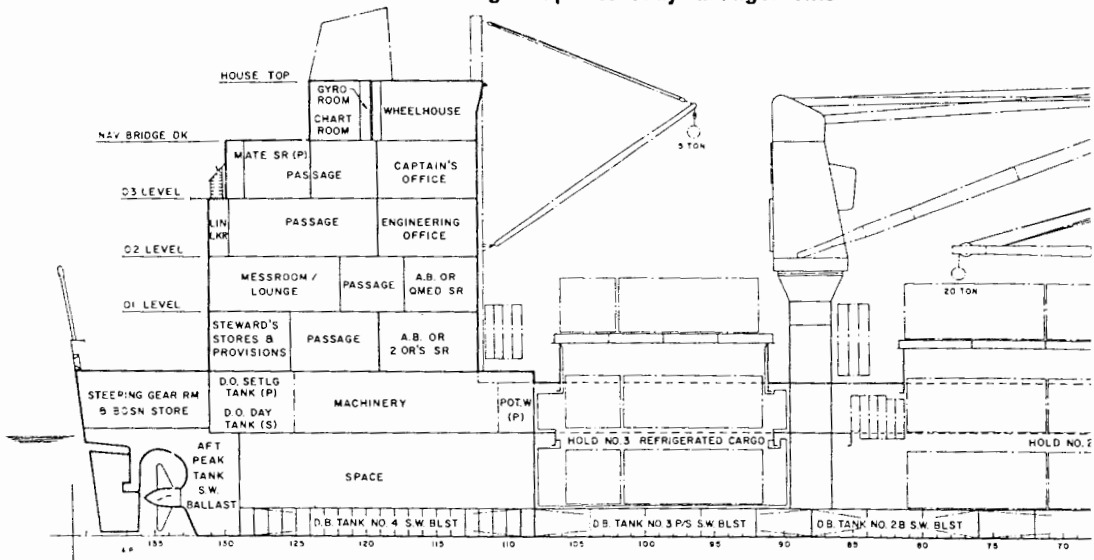 HOUSE TOP
GYRO
ROOM
CHART
ROOM
WHEELHOUSE
NAV BRIDGE DK
MATE SR (P)
PASSAGE
CAPTAIN'S
OFFICE
5 TON
03 LEVEL
LIN
LKR
PASSAGE
ENGINEERING
OFFICE
02 LEVEL
MESSROOM /
LOUNGE
PASSAGE
A.B. OR
QMED SR
20 TON
01 LEVEL
STEWARD'S
STORES &
PROVISIONS
PASSAGE
A.B. OR
2 OR'S SR
STEERING GEAR RM
& BOSN STORE
D.O. SETLG
TANK (P)
D.O. DAY
TANK (S)
MACHINERY
POT.W
(P)
HOLD NO.3 REFRIGERATED CARGO
HOLD NO.2
AFT
PEAK
TANK
S.W.
BALLAST
SPACE
D.B. TANK NO. 4 S.W. BLST
D.B. TANK NO.3 P/S S.W. BLST
D.B. TANK NO. 2B S.W. BLST
A.P. 135 130 125 120 115 110 105 100 95 90 85 80 75 70